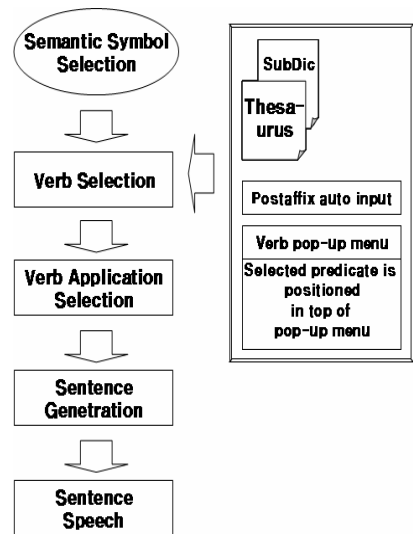 Semantic Symbol
Selection
Verb Selection
Verb Application
Selection
Sentence
Genetration
Sentence
Speech
SubDic
Thesa-
urus
Postaffix auto input
Verb pop-up menu
Selected predicate is
positioned
in top of
pop-up menu